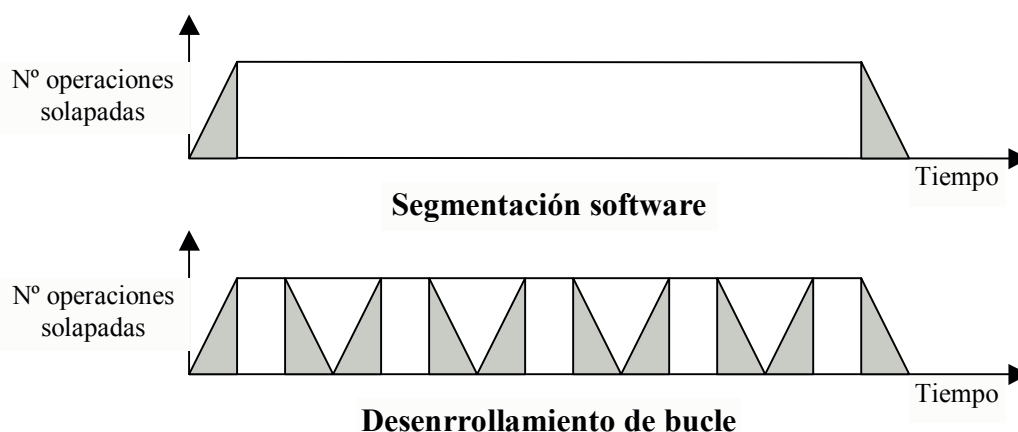 Nº operaciones
solapadas
Tiempo
Segmentación software
Nº operaciones
solapadas
Tiempo
Desenrrollamiento de bucle